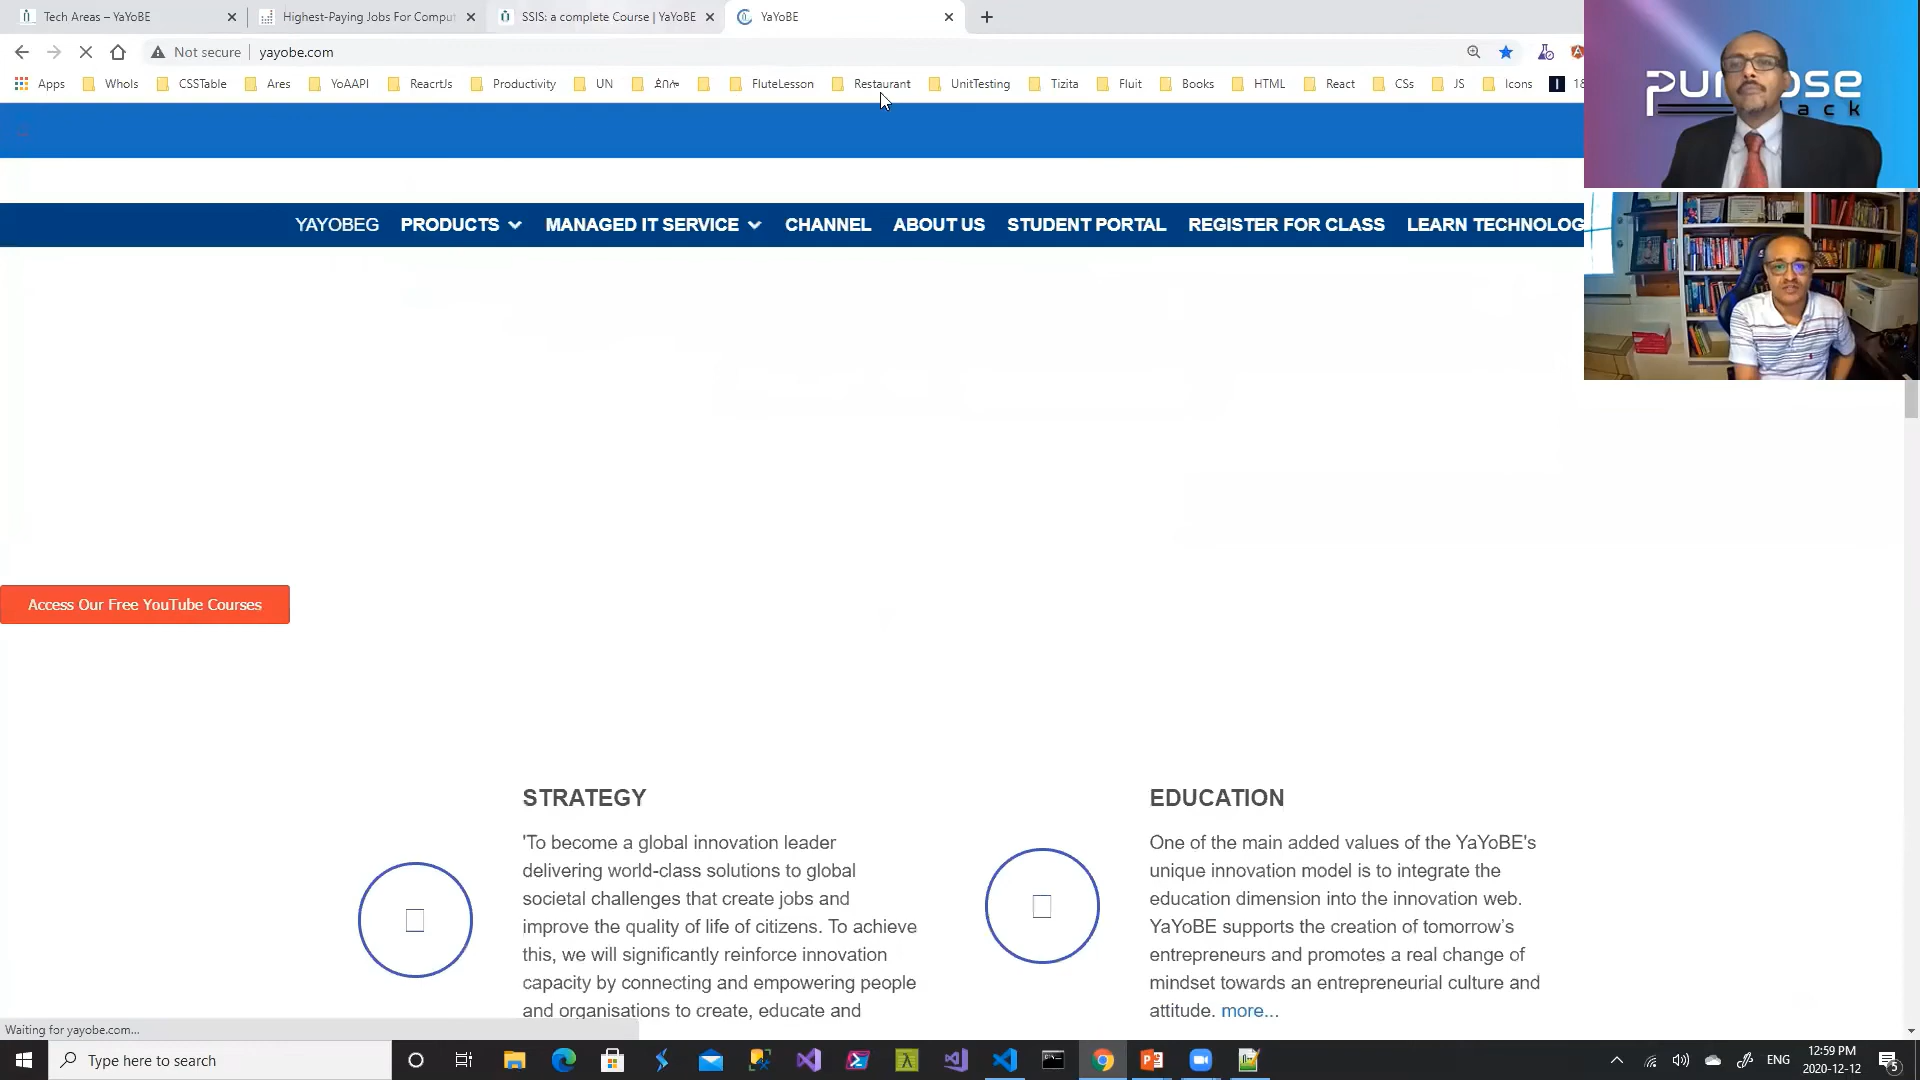 Tech Areas – YaYoBE
Highest-Paying Jobs For Comput
SSIS: a complete Course | YaYoBE
YaYoBE
Not secure
yayobe.com
Apps
WhoIs
CSSTable
Ares
YoAAPI
ReacrtJs
Productivity
UN
FluteLesson
Restaurant
UnitTesting
Tizita
Fluit
Books
HTML
React
CSs
JS
Icons
YAYOBEG
PRODUCTS
MANAGED IT SERVICE
CHANNEL
ABOUT US
STUDENT PORTAL
REGISTER FOR CLASS
LEARN TECHNOLOG
Access Our Free YouTube Courses
STRATEGY
'To become a global innovation leader
delivering world-class solutions to global
societal challenges that create jobs and
improve the quality of life of citizens. To achieve
this, we will significantly reinforce innovation
capacity by connecting and empowering people
and organisations to create, educate and
EDUCATION
One of the main added values of the YaYoBE's
unique innovation model is to integrate the
education dimension into the innovation web.
YaYoBE supports the creation of tomorrow’s
entrepreneurs and promotes a real change of
mindset towards an entrepreneurial culture and
attitude. more...
Waiting for yayobe.com...
Type here to search
ENG
12:59 PM
2020-12-12
5